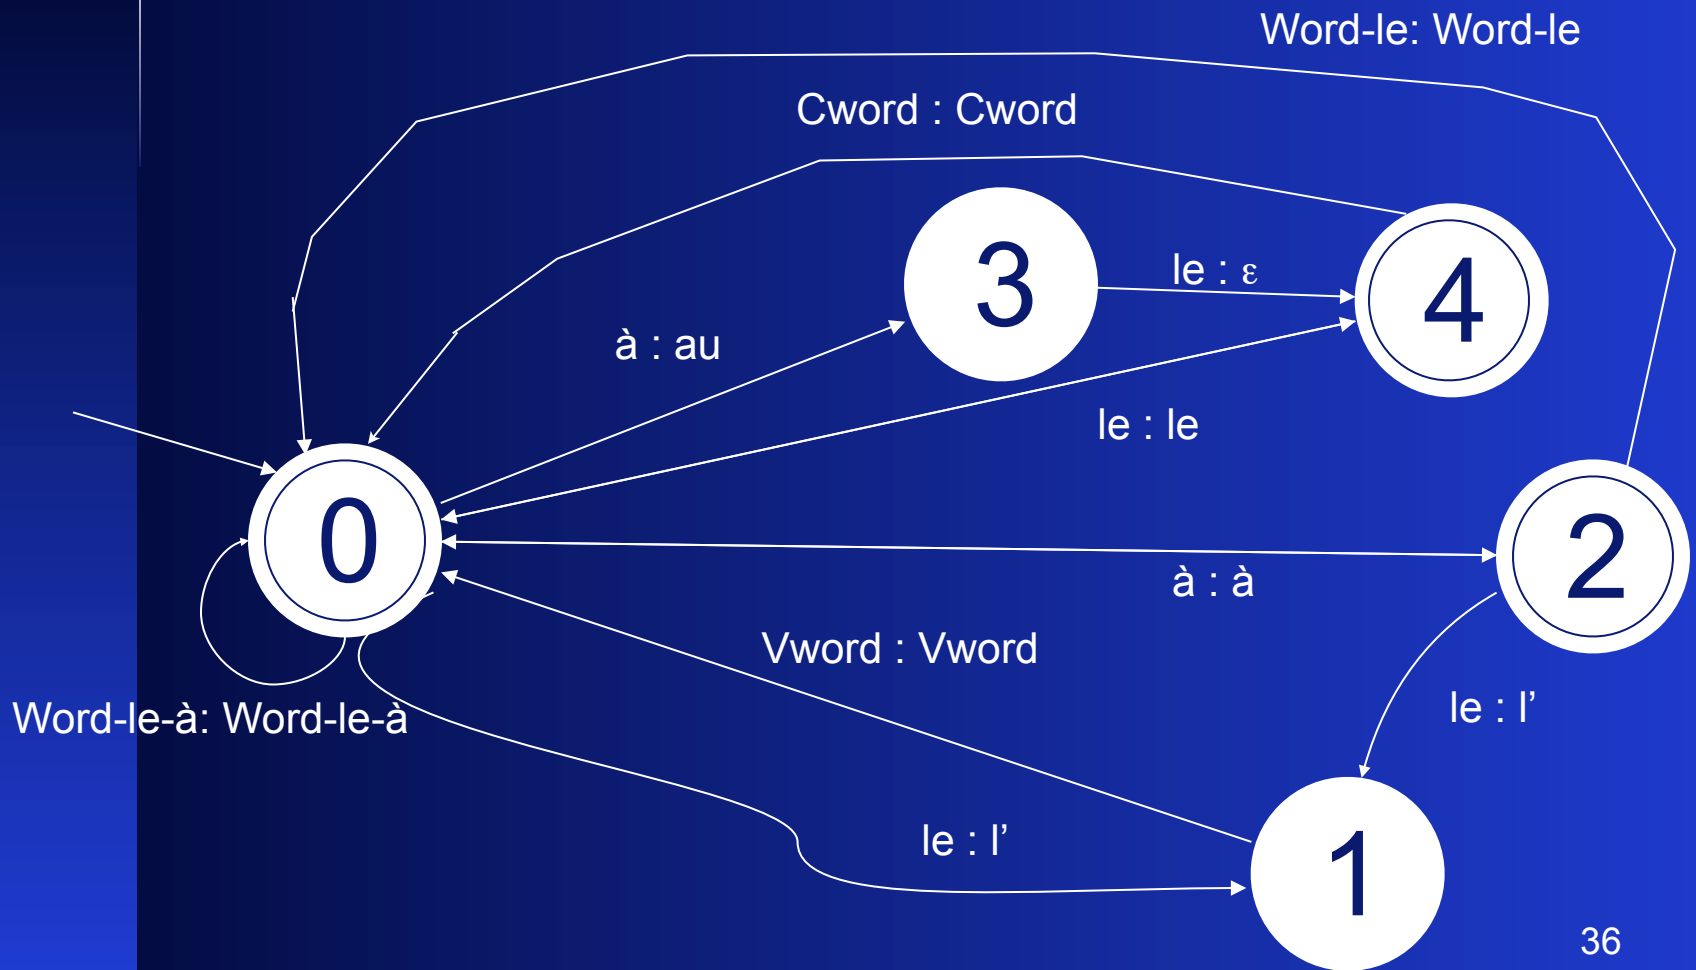 Word-le: Word-le
Cword : Cword
3
le : ε
4
à : au
le : le
0
2
à : à
Vword : Vword
Word-le-à: Word-le-à
le : l’
le : l’
1
36